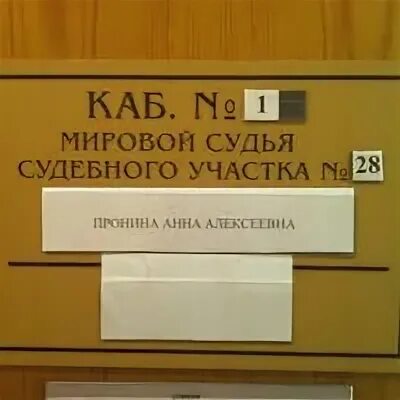 КАБ. № 1
МИРОВОЙ СУДЬЯ
СУДЕБНОГО УЧАСТКА № 28
ПРОНИНА АННА АЛЕКСЕЕВНА